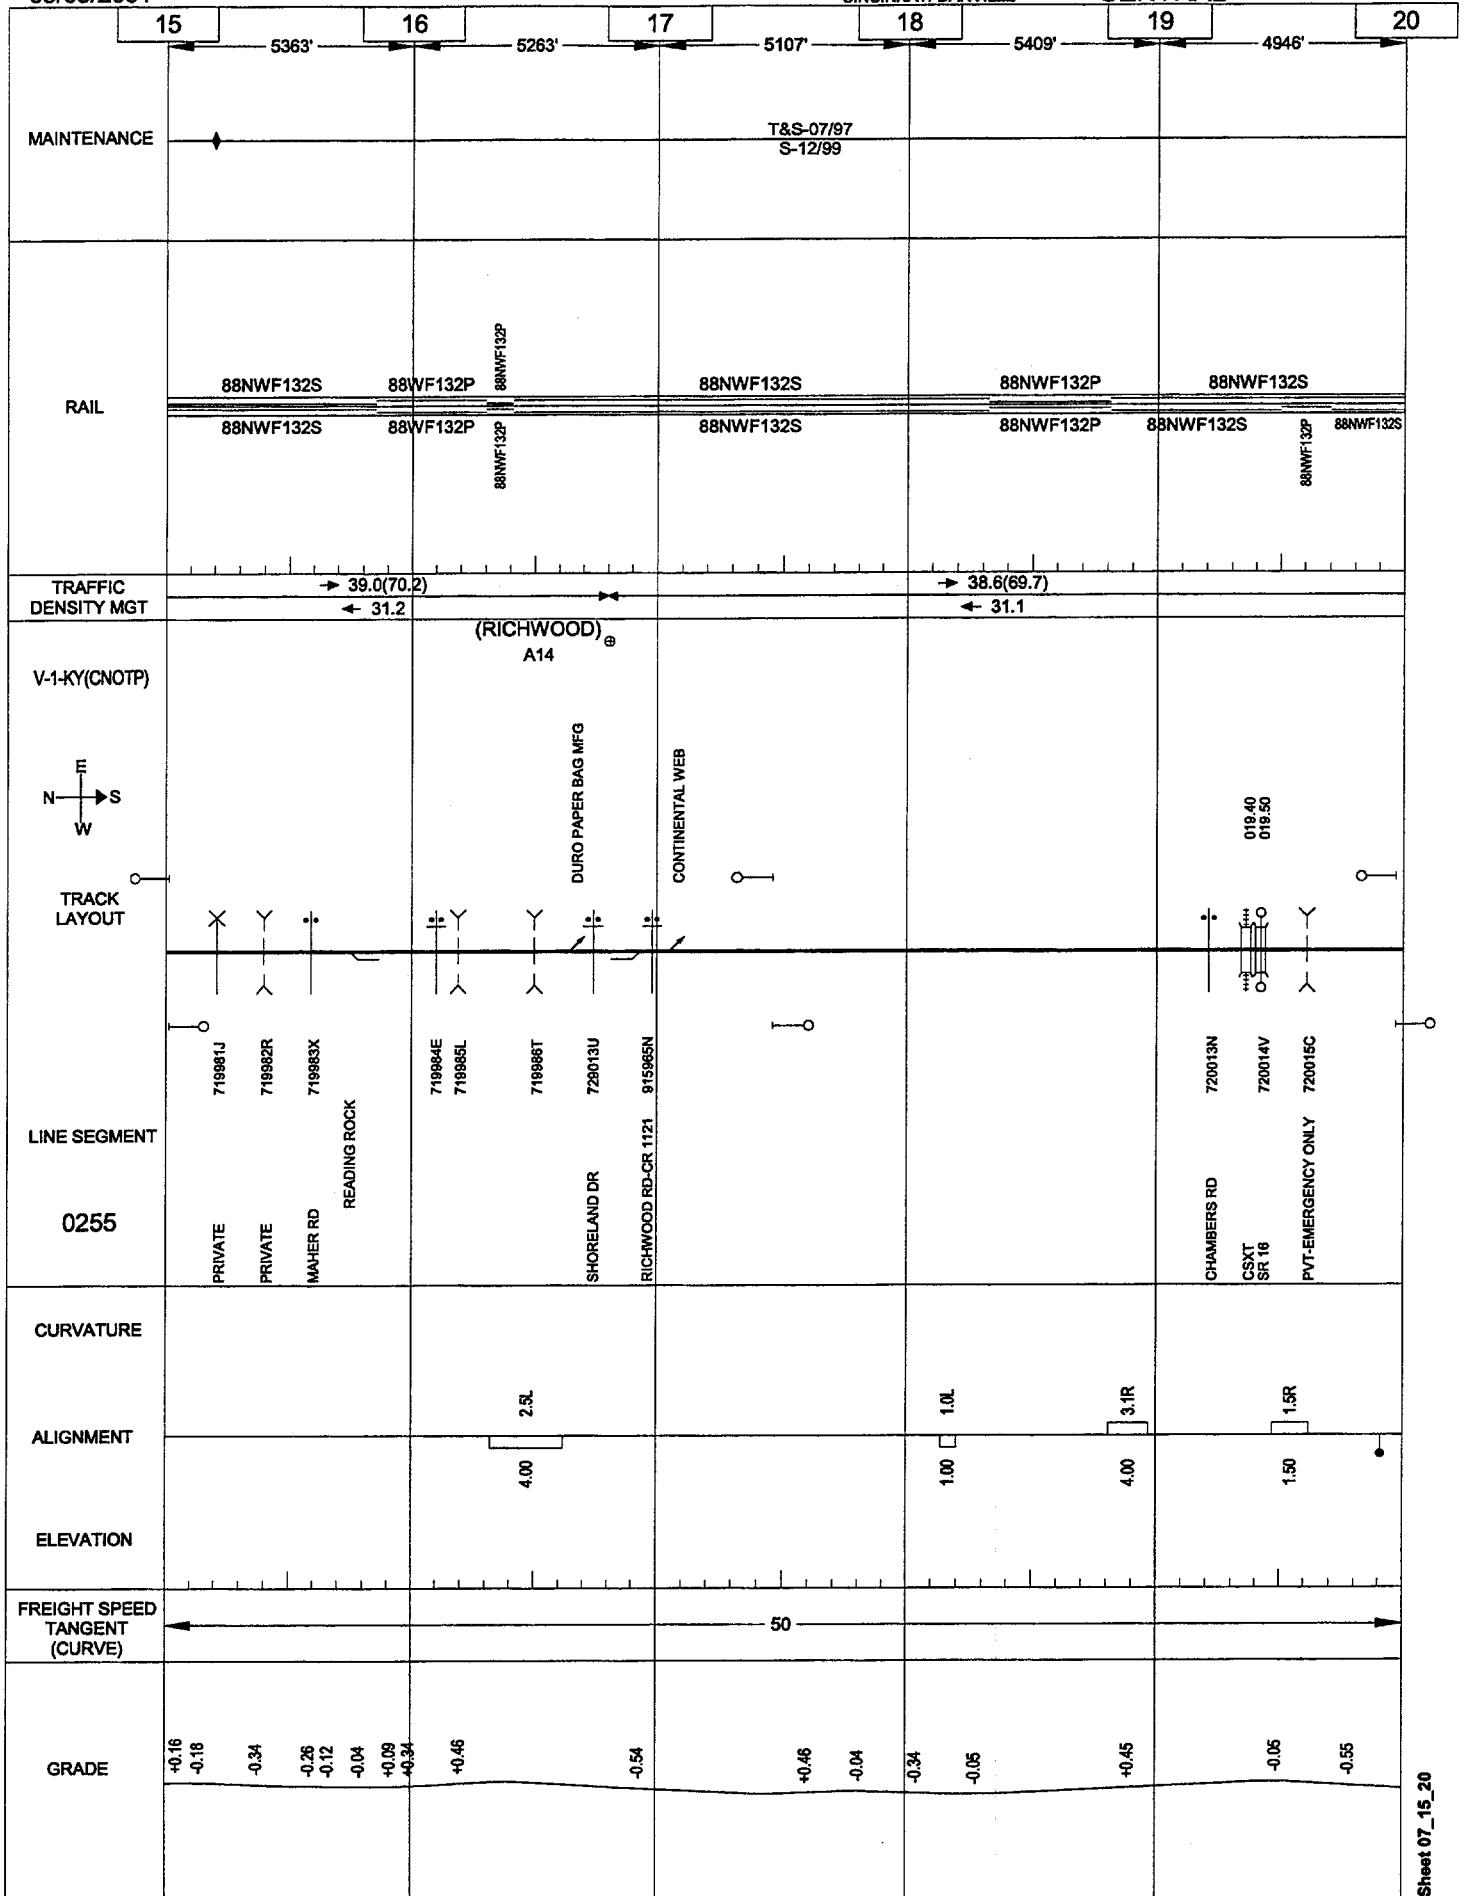 15 16 17 18 19 20
5363' 5263' 5107' 5409' 4946'
MAINTENANCE
T&S-07/97
S-12/99
88NWF132P
88NWF132S 88WF132P 88NWF132S 88NWF132P 88NWF132S
RAIL
88NWF132S 88WF132P 88NWF132S 88NWF132P 88NWF132S 88NWF132S
88NWF132P 88NWF132P
TRAFFIC
DENSITY MGT
39.0(70.2) 38.6(69.7)
31.2 31.1
(RICHWOOD)
A14
V-1-KY(CNOTP)
E
N S
W
DURO PAPER BAG MFG
CONTINENTAL WEB
019.40
019.50
TRACK
LAYOUT
719981J
719982R
719983X
719984E
719985L
719986T
729013U
915965N
720013N
720014V
720015C
LINE SEGMENT
0255
PRIVATE
PRIVATE
MAHER RD
READING ROCK
SHORELAND DR
RICHWOOD RD-CR 1121
CHAMBERS RD
CSXT
SR 16
PVT-EMERGENCY ONLY
CURVATURE
2.5L 1.0L 3.1R 1.5R
ALIGNMENT
4.00 1.00 4.00 1.50
ELEVATION
FREIGHT SPEED
TANGENT
(CURVE)
50
GRADE
+0.16
-0.18
-0.34
-0.26
-0.12
-0.04
+0.09
+0.34
+0.46
-0.54
+0.46
-0.04
-0.34
-0.05
+0.45
-0.05
-0.55
Sheet 07_15_20